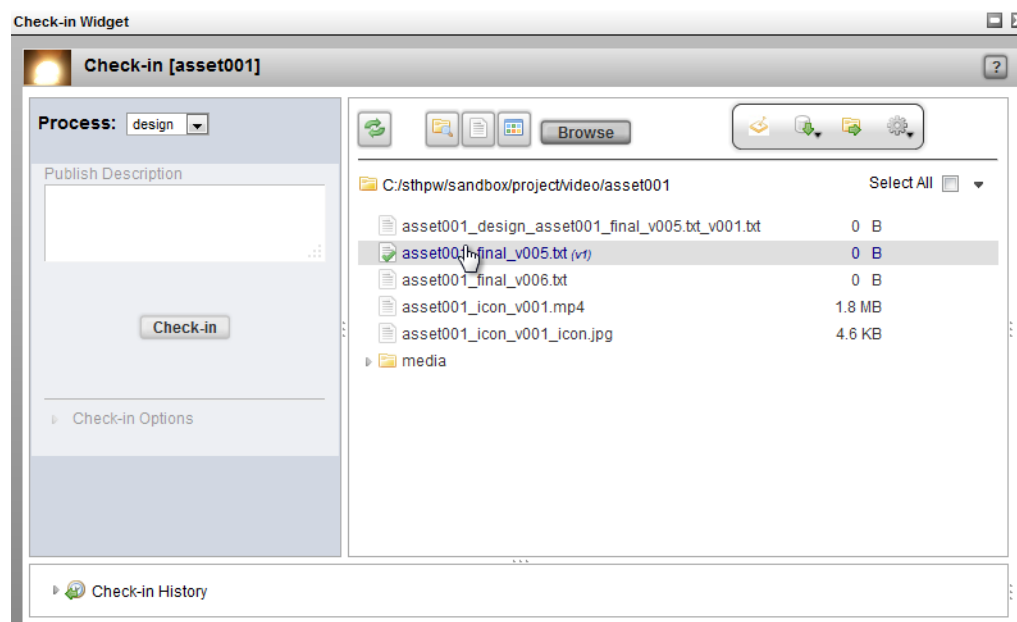 Check-in Widget
Check-in [asset001]
?
Process: design
Publish Description
Check-in
Check-in Options
Browse
C:/sthpw/sandbox/project/video/asset001 Select All
asset001_design_asset001_final_v005.txt_v001.txt 0 B
asset001_final_v005.txt (v1) 0 B
asset001_final_v006.txt 0 B
asset001_icon_v001.mp4 1.8 MB
asset001_icon_v001_icon.jpg 4.6 KB
media
Check-in History